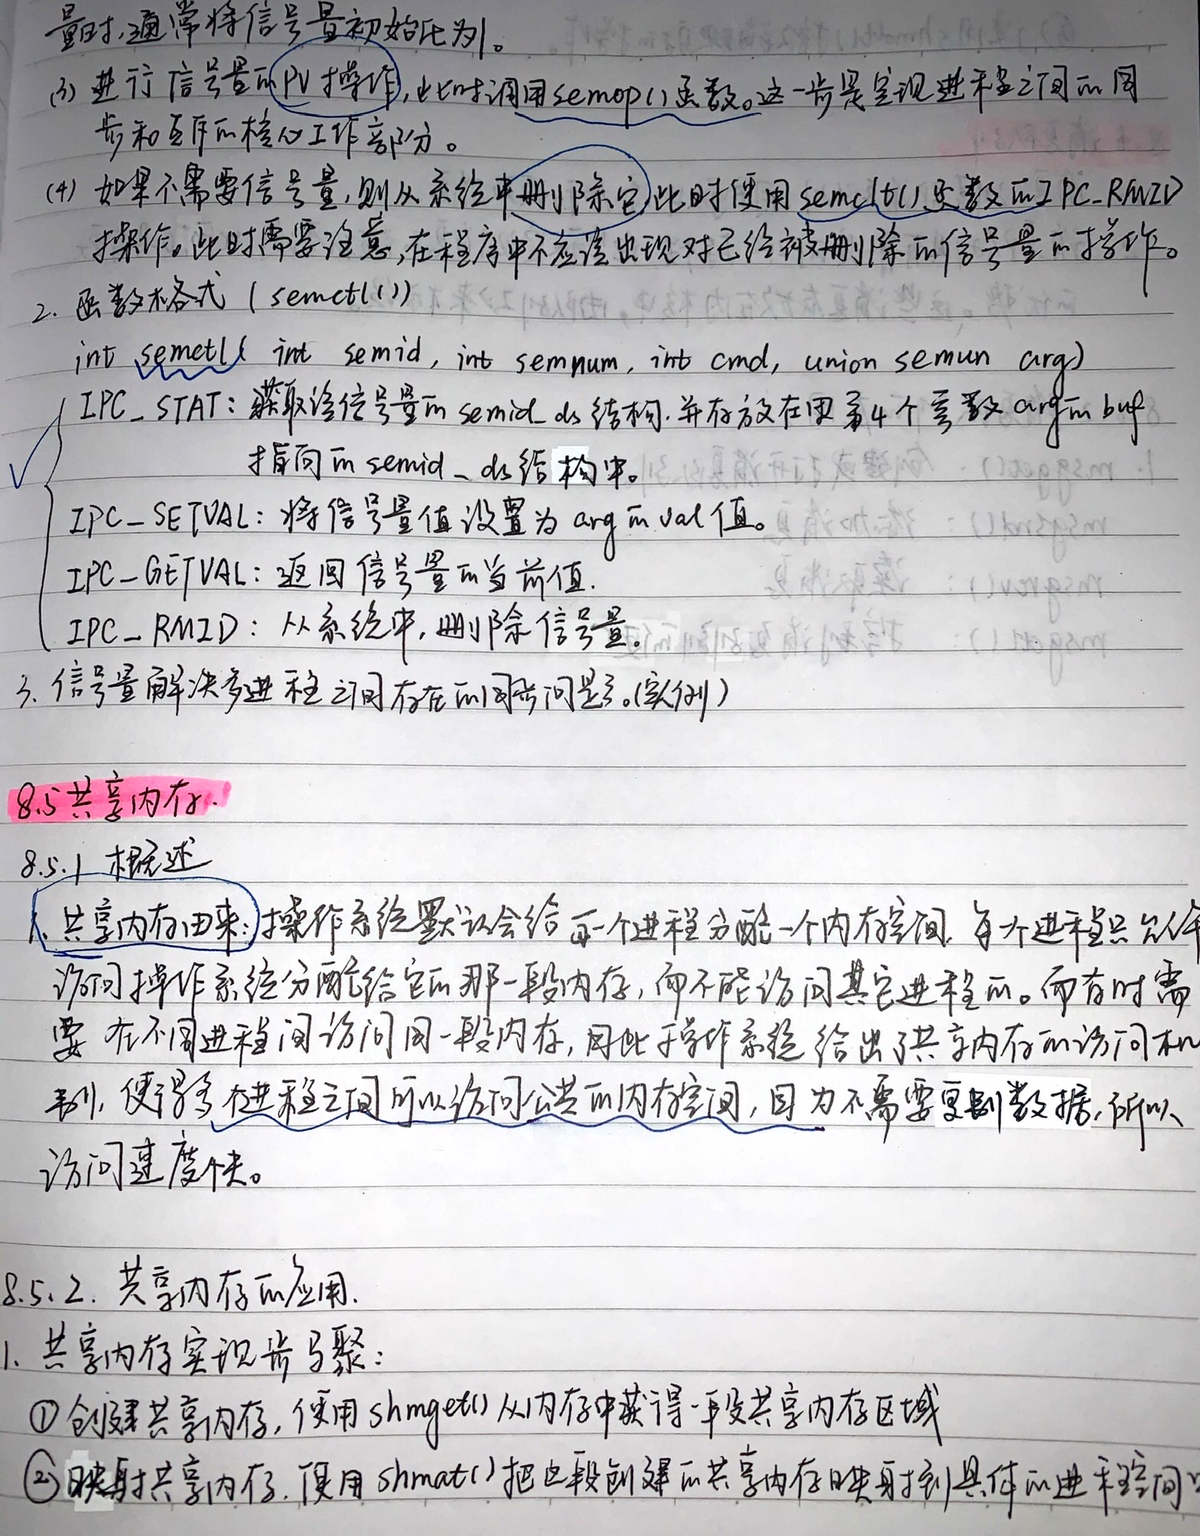 量时,通常将信号量初始化为1。
(3) 进行信号量的PV操作,此时调用semop()函数。这一步是实现进程之间的同
步和互斥的核心工作部分。
(4) 如果不需要信号量,则从系统中删除它,此时使用semclt()函数的IPC_RMID
操作。此时需要注意,在程序中不应该出现对已经被删除的信号量的操作。
2. 函数格式 (semctl())
int semctl( int semid, int semnum, int cmd, union semun arg)
IPC_STAT: 获取该信号量的semid_ds结构.并存放在由第4个参数arg的buf
指向的semid_ds结构中。
IPC_SETVAL: 将信号量值设置为arg的val值。
IPC_GETVAL: 返回信号量的当前值.
IPC_RMID: 从系统中,删除信号量。
3. 信号量解决多进程之间存在的同步问题。(实例)
8.5 共享内存.
8.5.1 概述
1. 共享内存由来: 操作系统默认会给每一个进程分配一个内存空间. 每一个进程只允许
访问操作系统分配给它的那一段内存,而不能访问其它进程的。而有时需
要在不同进程间访问同一段内存,因此操作系统给出了共享内存的访问机
制,使得多在进程之间可以访问公共的内存空间,因为不需要复制数据,所以
访问速度快。
8.5.2. 共享内存的应用.
1. 共享内存实现步骤:
① 创建共享内存,使用shmget()从内存中获得一段共享内存区域
② 映射共享内存.使用shmat()把这段创建的共享内存映射到具体的进程空间